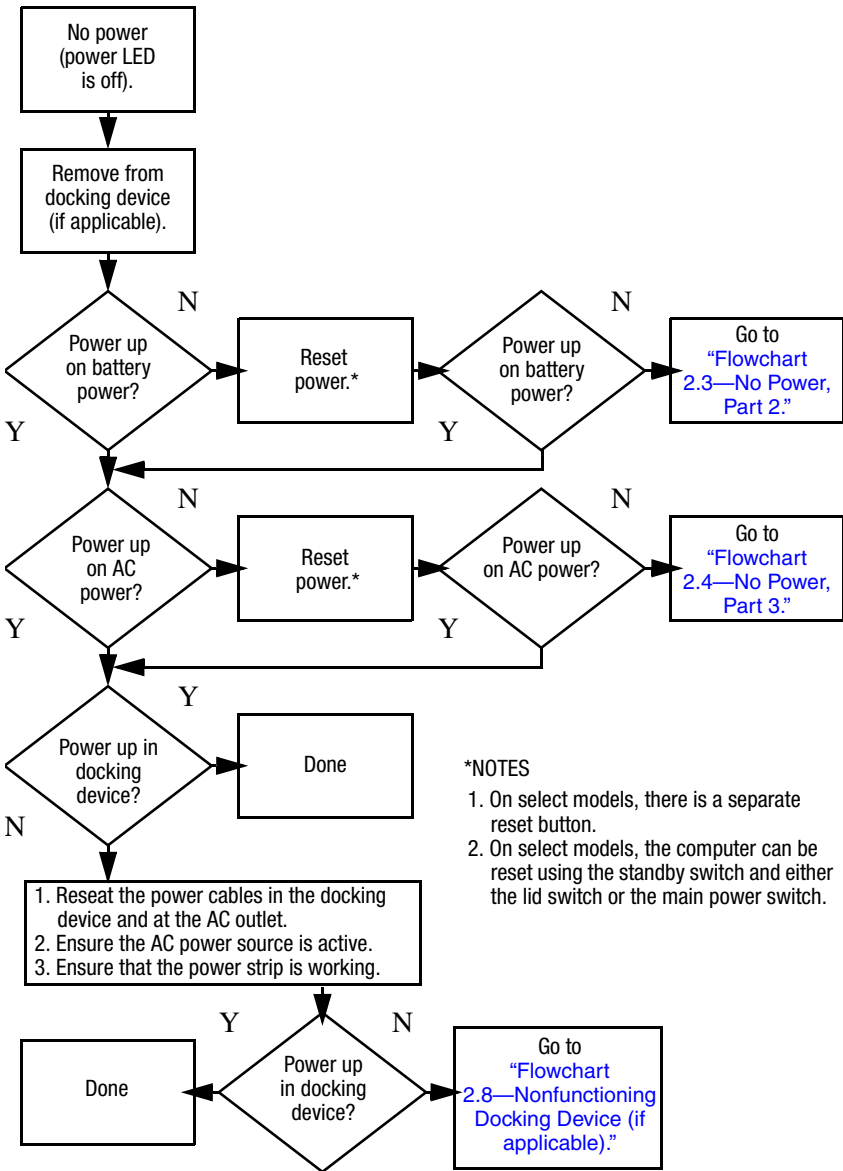 No power
(power LED
is off).
Remove from
docking device
(if applicable).
N
N
Power up
on battery
power?
Reset
power.*
Power up
on battery
power?
Go to
“Flowchart
2.3—No Power,
Part 2.”
Y
Y
N
N
Power up
on AC
power?
Reset
power.*
Power up
on AC power?
Go to
“Flowchart
2.4—No Power,
Part 3.”
Y
Y
Y
Power up in
docking
device?
Done
N
*NOTES
1. On select models, there is a separate
reset button.
2. On select models, the computer can be
reset using the standby switch and either
the lid switch or the main power switch.
1. Reseat the power cables in the docking
device and at the AC outlet.
2. Ensure the AC power source is active.
3. Ensure that the power strip is working.
Y
N
Done
Power up
in docking
device?
Go to
“Flowchart
2.8—Nonfunctioning
Docking Device (if
applicable).”